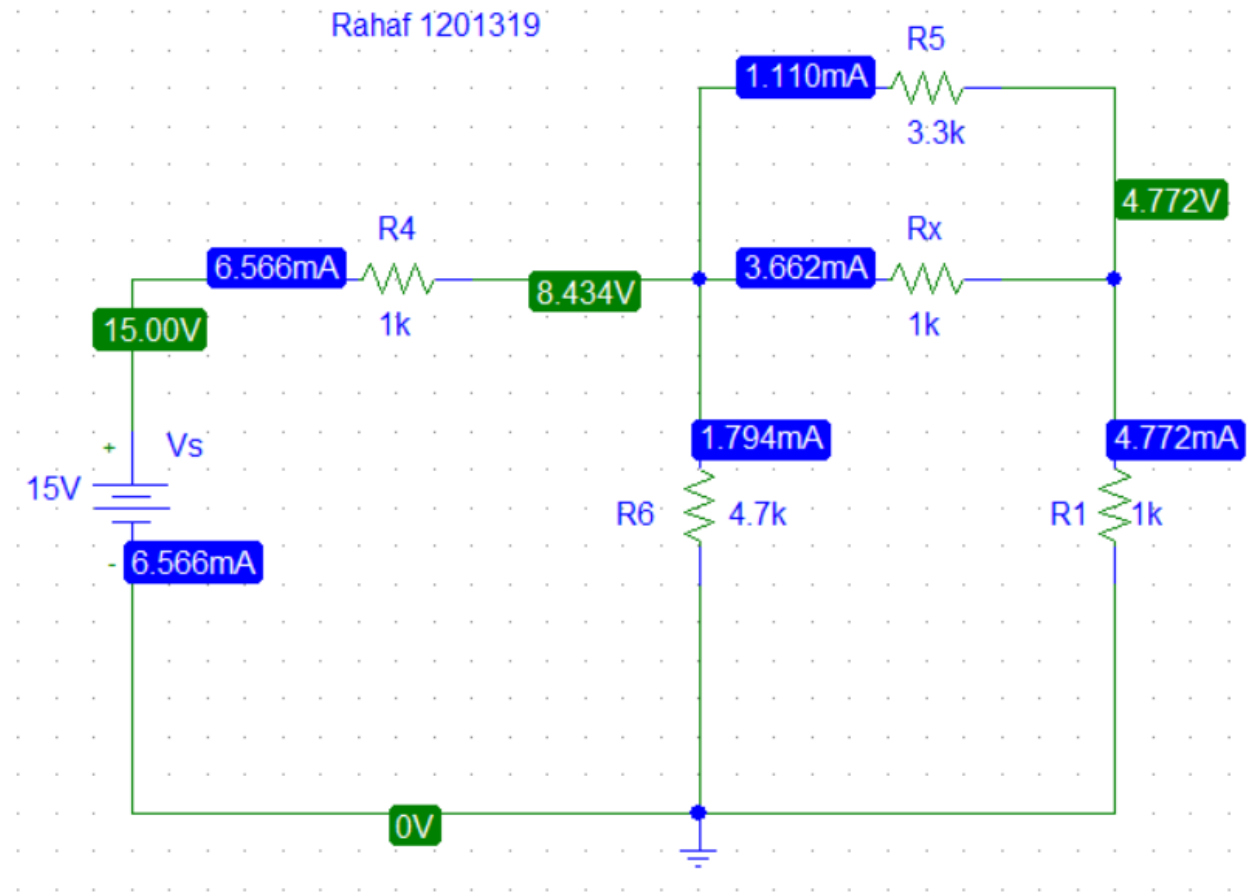 Rahaf 1201319
R5
1.110mA
3.3k
4.772V
R4
Rx
6.566mA
3.662mA
8.434V
15.00V
1k
1k
1.794mA
4.772mA
+
Vs
15V
R6
4.7k
R1
1k
-
6.566mA
0V